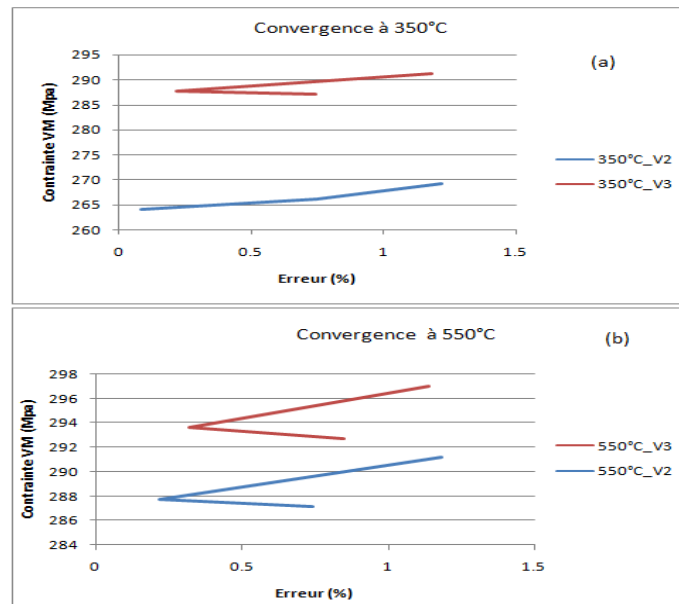 Convergence à 350°C
(a)
Contrainte VM (Mpa)
295
290
285
280
275
270
265
260
0
0.5
1
1.5
Erreur (%)
350°C_V2
350°C_V3
Convergence à 550°C
(b)
Contrainte VM (Mpa)
298
296
294
292
290
288
286
284
0
0.5
1
1.5
Erreur (%)
550°C_V3
550°C_V2